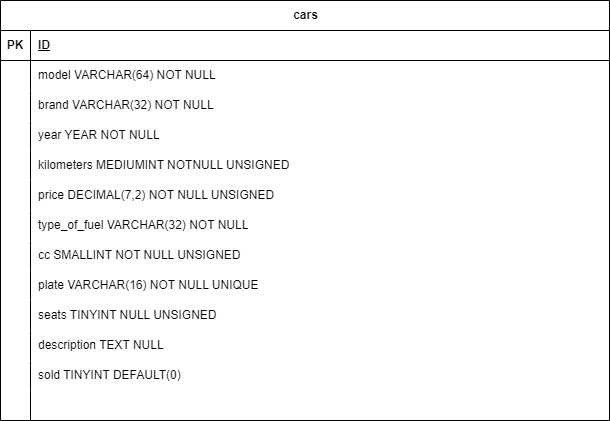 cars
PK ID
model VARCHAR(64) NOT NULL
brand VARCHAR(32) NOT NULL
year YEAR NOT NULL
kilometers MEDIUMINT NOTNULL UNSIGNED
price DECIMAL(7,2) NOT NULL UNSIGNED
type_of_fuel VARCHAR(32) NOT NULL
cc SMALLINT NOT NULL UNSIGNED
plate VARCHAR(16) NOT NULL UNIQUE
seats TINYINT NULL UNSIGNED
description TEXT NULL
sold TINYINT DEFAULT(0)